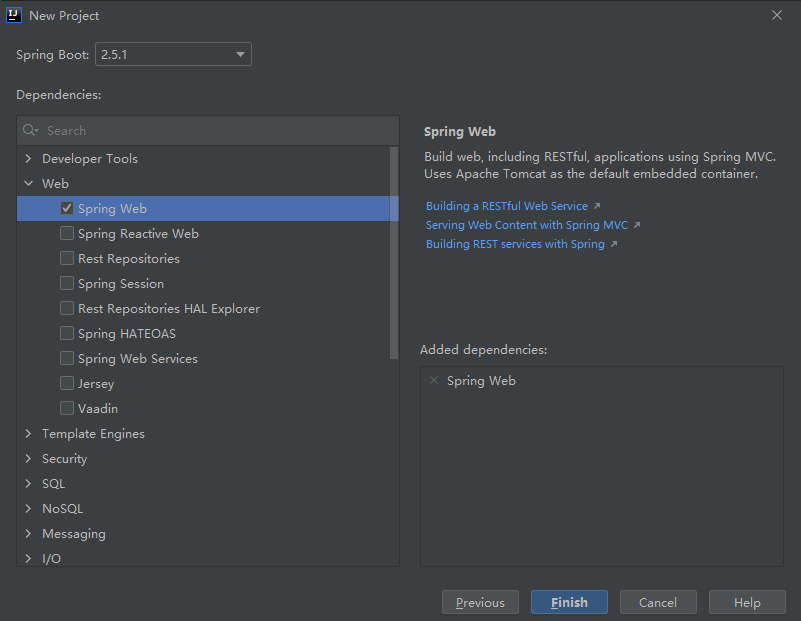 New Project
Spring Boot: 2.5.1
Dependencies:
Search
Developer Tools
Web
Spring Web
Spring Reactive Web
Rest Repositories
Spring Session
Rest Repositories HAL Explorer
Spring HATEOAS
Spring Web Services
Jersey
Vaadin
Template Engines
Security
SQL
NoSQL
Messaging
I/O
Spring Web
Build web, including RESTful, applications using Spring MVC.
Uses Apache Tomcat as the default embedded container.
Building a RESTful Web Service
Serving Web Content with Spring MVC
Building REST services with Spring
Added dependencies:
Spring Web
Previous Finish Cancel Help